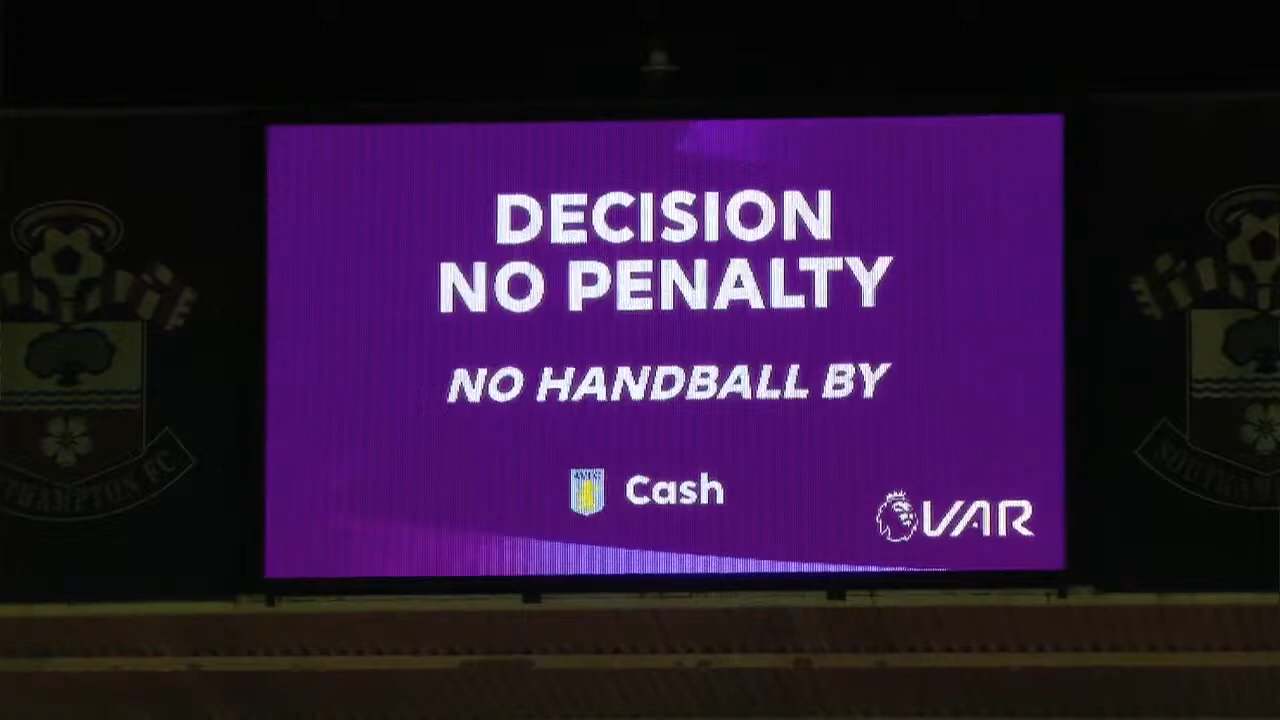 DECISION
NO PENALTY
NO HANDBALL BY
Cash
VAR